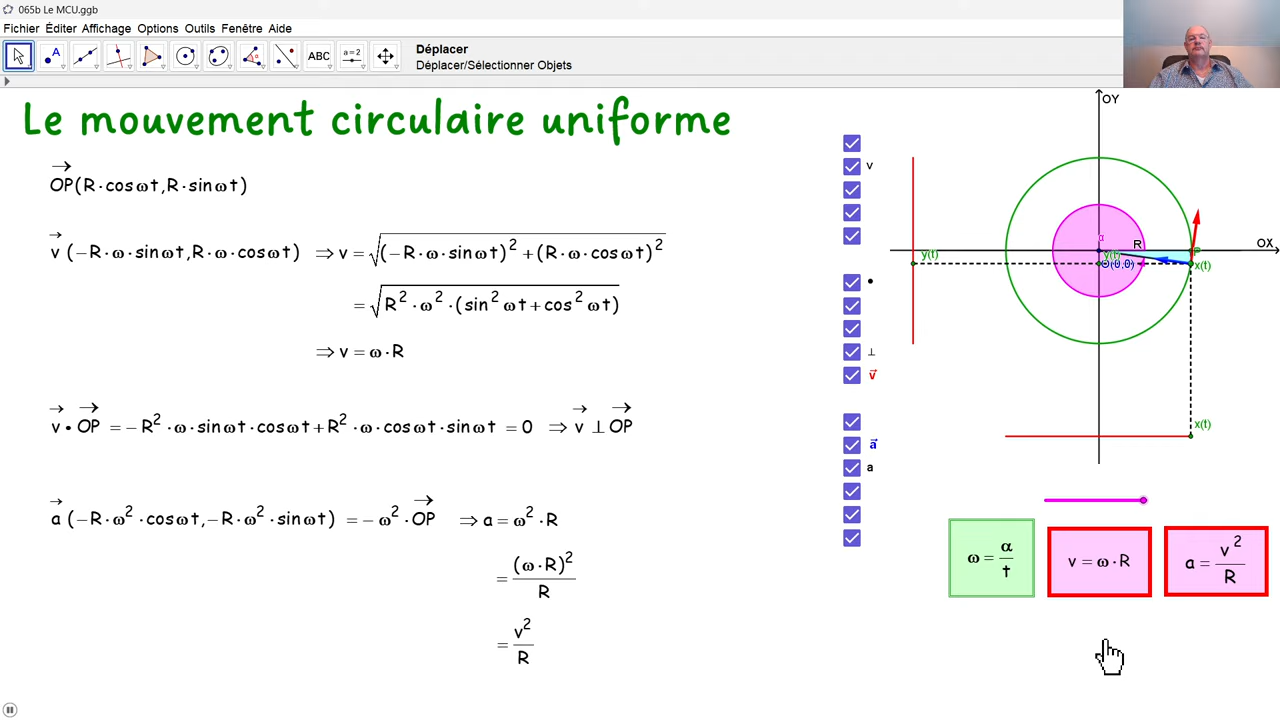 065b Le MCU.ggb
Fichier Éditer Affichage Options Outils Fenêtre Aide
A
α
ABC
a=2
Déplacer
Déplacer/Sélectionner Objets
Le mouvement circulaire uniforme
OP⃗(R·cosωt,R·sinωt)
v⃗(-R·ω·sinωt,R·ω·cosωt) ⇒ v = √((-R·ω·sinωt)²+(R·ω·cosωt)²)
= √(R²·ω²·(sin²ωt+cos²ωt))
⇒ v = ω·R
v⃗ • OP⃗ = -R²·ω·sinωt·cosωt+R²·ω·cosωt·sinωt = 0 ⇒ v⃗ ⊥ OP⃗
a⃗(-R·ω²·cosωt,-R·ω²·sinωt) = -ω²·OP⃗ ⇒ a = ω²·R
= (ω·R)²/R
= v²/R
v
•
⊥
v⃗
a⃗
a
OY
OX
α
R
P
y(t)
y(t)
O(0,0)
x(t)
x(t)
ω = α/t
v = ω·R
a = v²/R